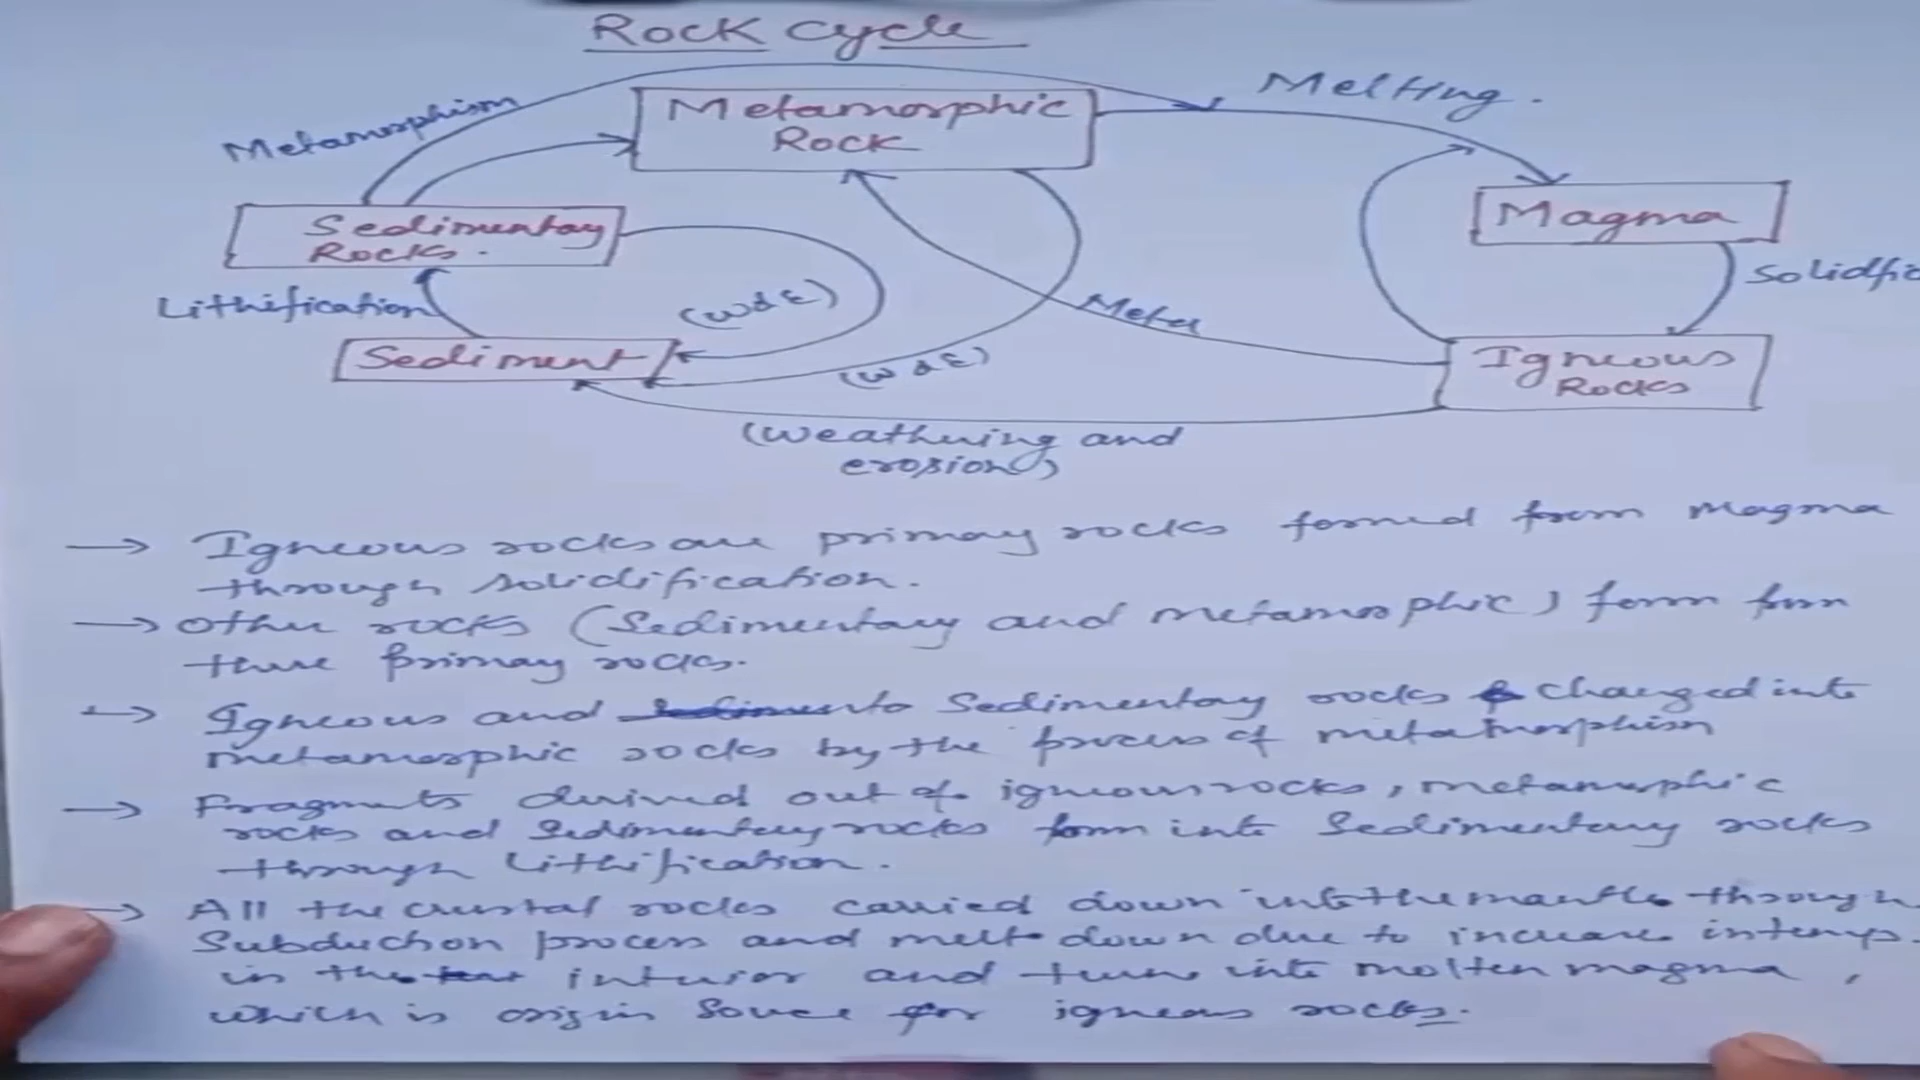 Rock Cycle
Metamorphism
Metamorphic
Rock
Melting.
Sedimentary
Rocks.
Magma
Lithification
(W&E)
Solidfic
Meta
Sediment
(W&E)
Igneous
Rocks
(Weathering and
erosion)
→ Igneous rocks are primary rocks formed from Magma
through solidification.
→ Other rocks (Sedimentary and metamorphic) form from
these primary rocks.
→ Igneous and Sedimentary rocks changed into
metamorphic rocks by the process of metamorphism
→ Fragments derived out of igneous rocks, metamorphic
rocks and Sedimentary rocks form into Sedimentary rocks
through Lithification.
→ All the crustal rocks carried down into the mantle through
Subduction process and melt down due to increase in temp.
in the interior and turns into molten magma,
which is origin Souce for igneous rocks.